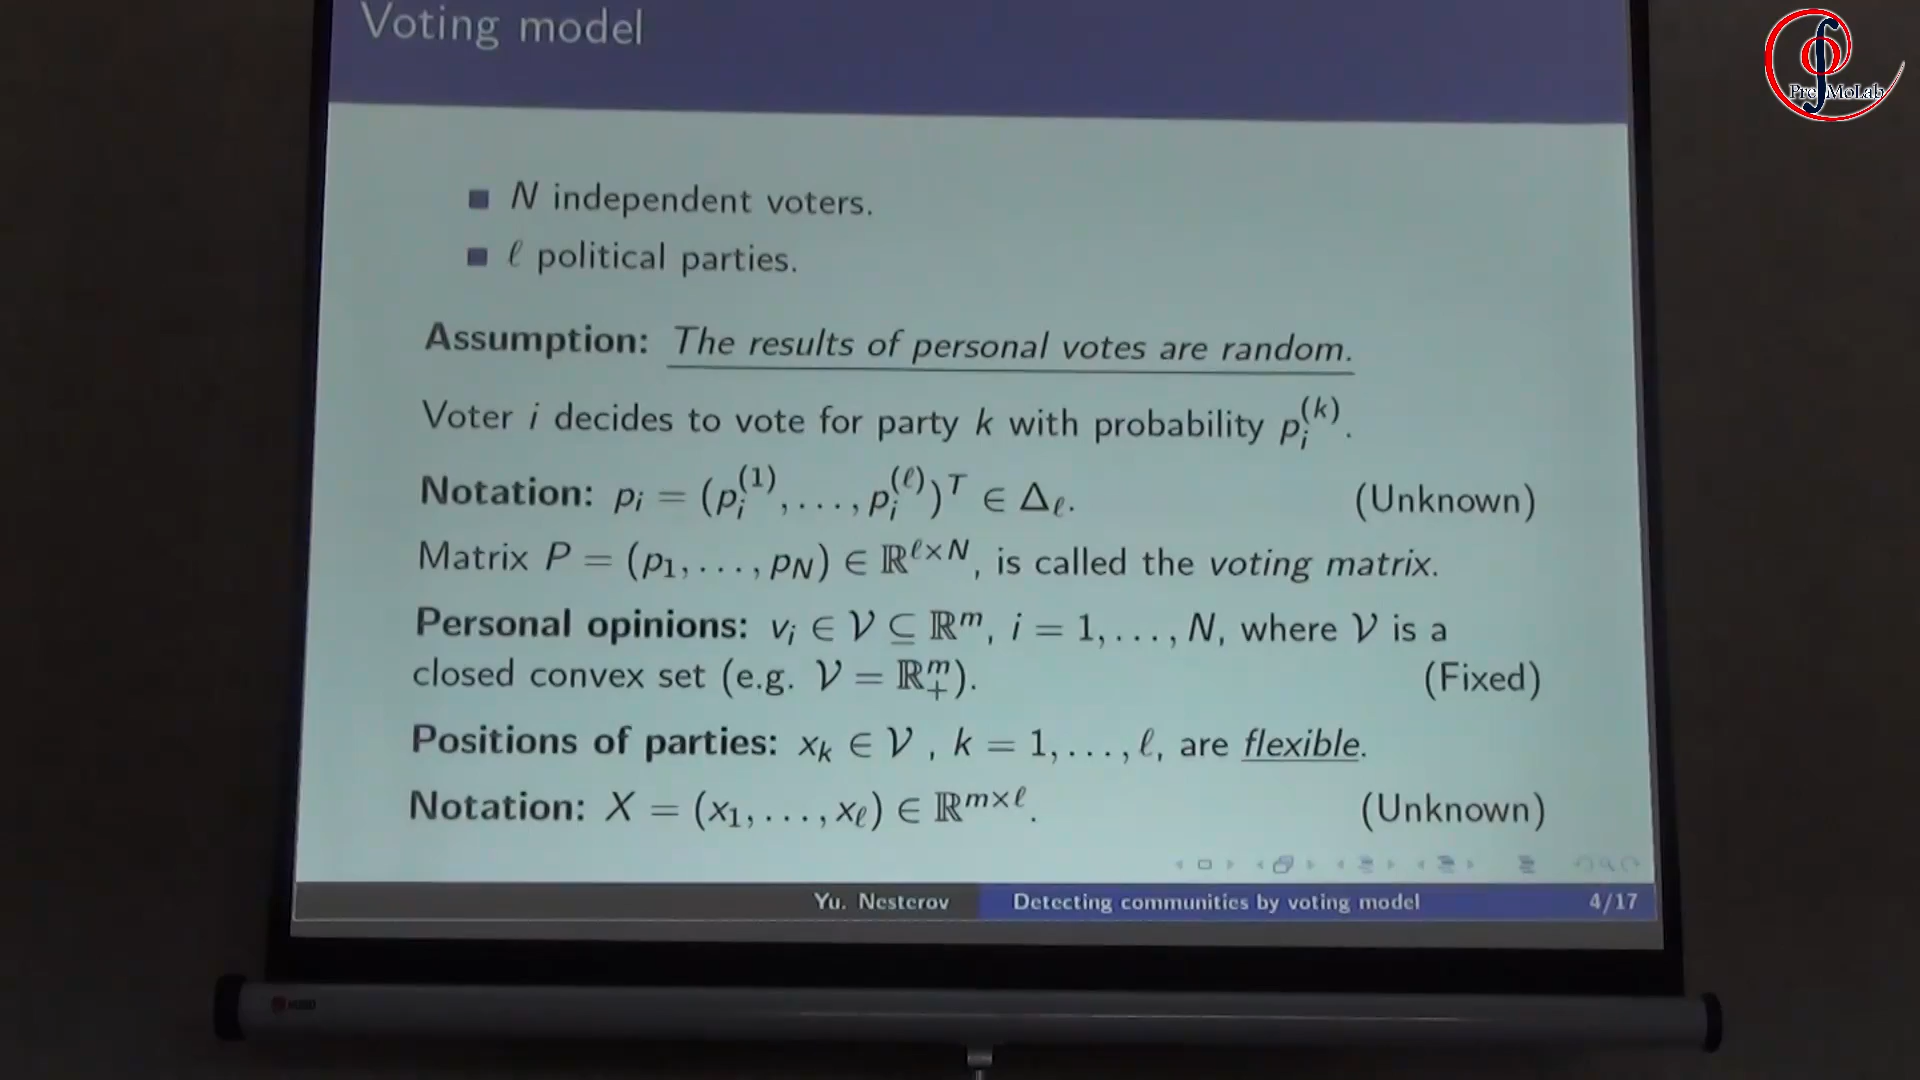 Voting model
PreMoLab
N independent voters.
ℓ political parties.
Assumption: The results of personal votes are random.
Voter i decides to vote for party k with probability p_i^{(k)}.
Notation: p_i = (p_i^{(1)}, ..., p_i^{(ℓ)})^T ∈ Δ_ℓ. (Unknown)
Matrix P = (p_1, ..., p_N) ∈ ℝ^{ℓ×N}, is called the voting matrix.
Personal opinions: v_i ∈ 𝒱 ⊆ ℝ^m, i = 1, ..., N, where 𝒱 is a
closed convex set (e.g. 𝒱 = ℝ_+^m). (Fixed)
Positions of parties: x_k ∈ 𝒱 , k = 1, ..., ℓ, are flexible.
Notation: X = (x_1, ..., x_ℓ) ∈ ℝ^{m×ℓ}. (Unknown)
Yu. Nesterov Detecting communities by voting model 4/17